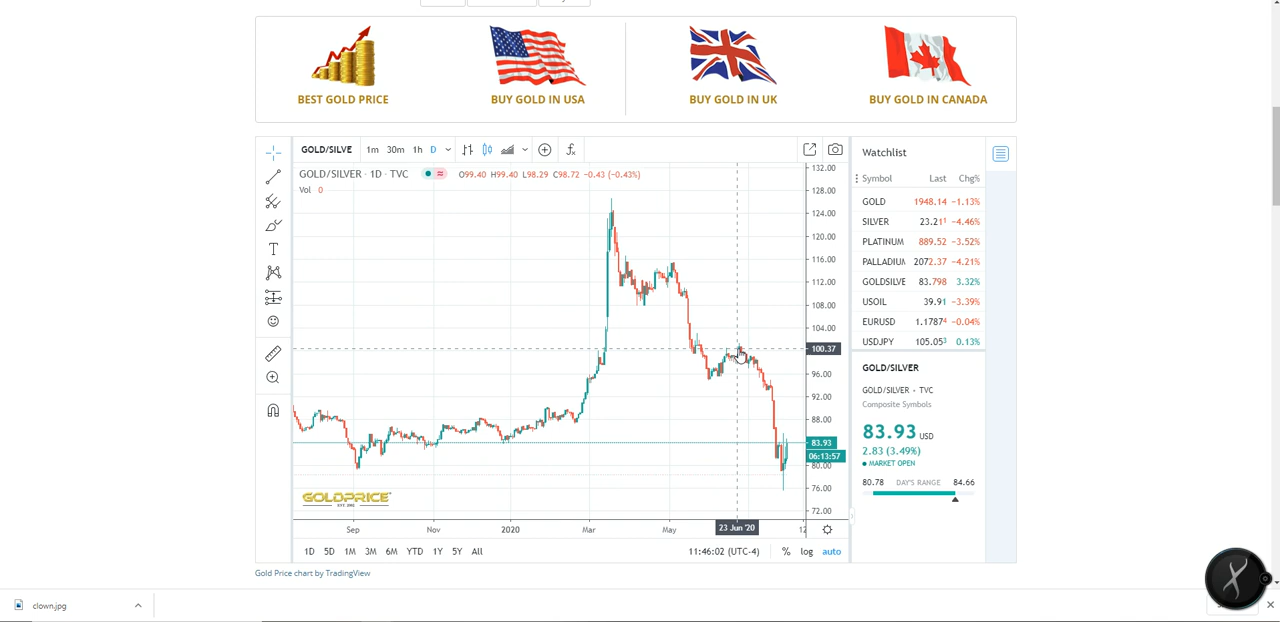 BEST GOLD PRICE
BUY GOLD IN USA
BUY GOLD IN UK
BUY GOLD IN CANADA
GOLD/SILVE 1m 30m 1h D
GOLD/SILVER · 1D · TVC O99.40 H99.40 L98.29 C98.72 −0.43 (−0.43%)
Vol 0
132.00
128.00
124.00
120.00
116.00
112.00
108.00
104.00
100.37
96.00
92.00
88.00
83.93
06:13:57
80.00
76.00
72.00
GOLDPRICE
Sep Nov 2020 Mar May 23 Jun '20 12
1D 5D 1M 3M 6M YTD 1Y 5Y All 11:46:02 (UTC-4) % log auto
Gold Price chart by TradingView
Watchlist
Symbol Last Chg%
GOLD 1948.14 −1.13%
SILVER 23.211 −4.46%
PLATINUM 889.52 −3.52%
PALLADIUM 2072.37 −4.21%
GOLDSILVE 83.798 3.32%
USOIL 39.91 −3.39%
EURUSD 1.1787⁴ −0.04%
USDJPY 105.05³ 0.13%
GOLD/SILVER
GOLD/SILVER · TVC
Composite Symbols
83.93 USD
2.83 (3.49%)
MARKET OPEN
80.78 DAY'S RANGE 84.66
clown.jpg